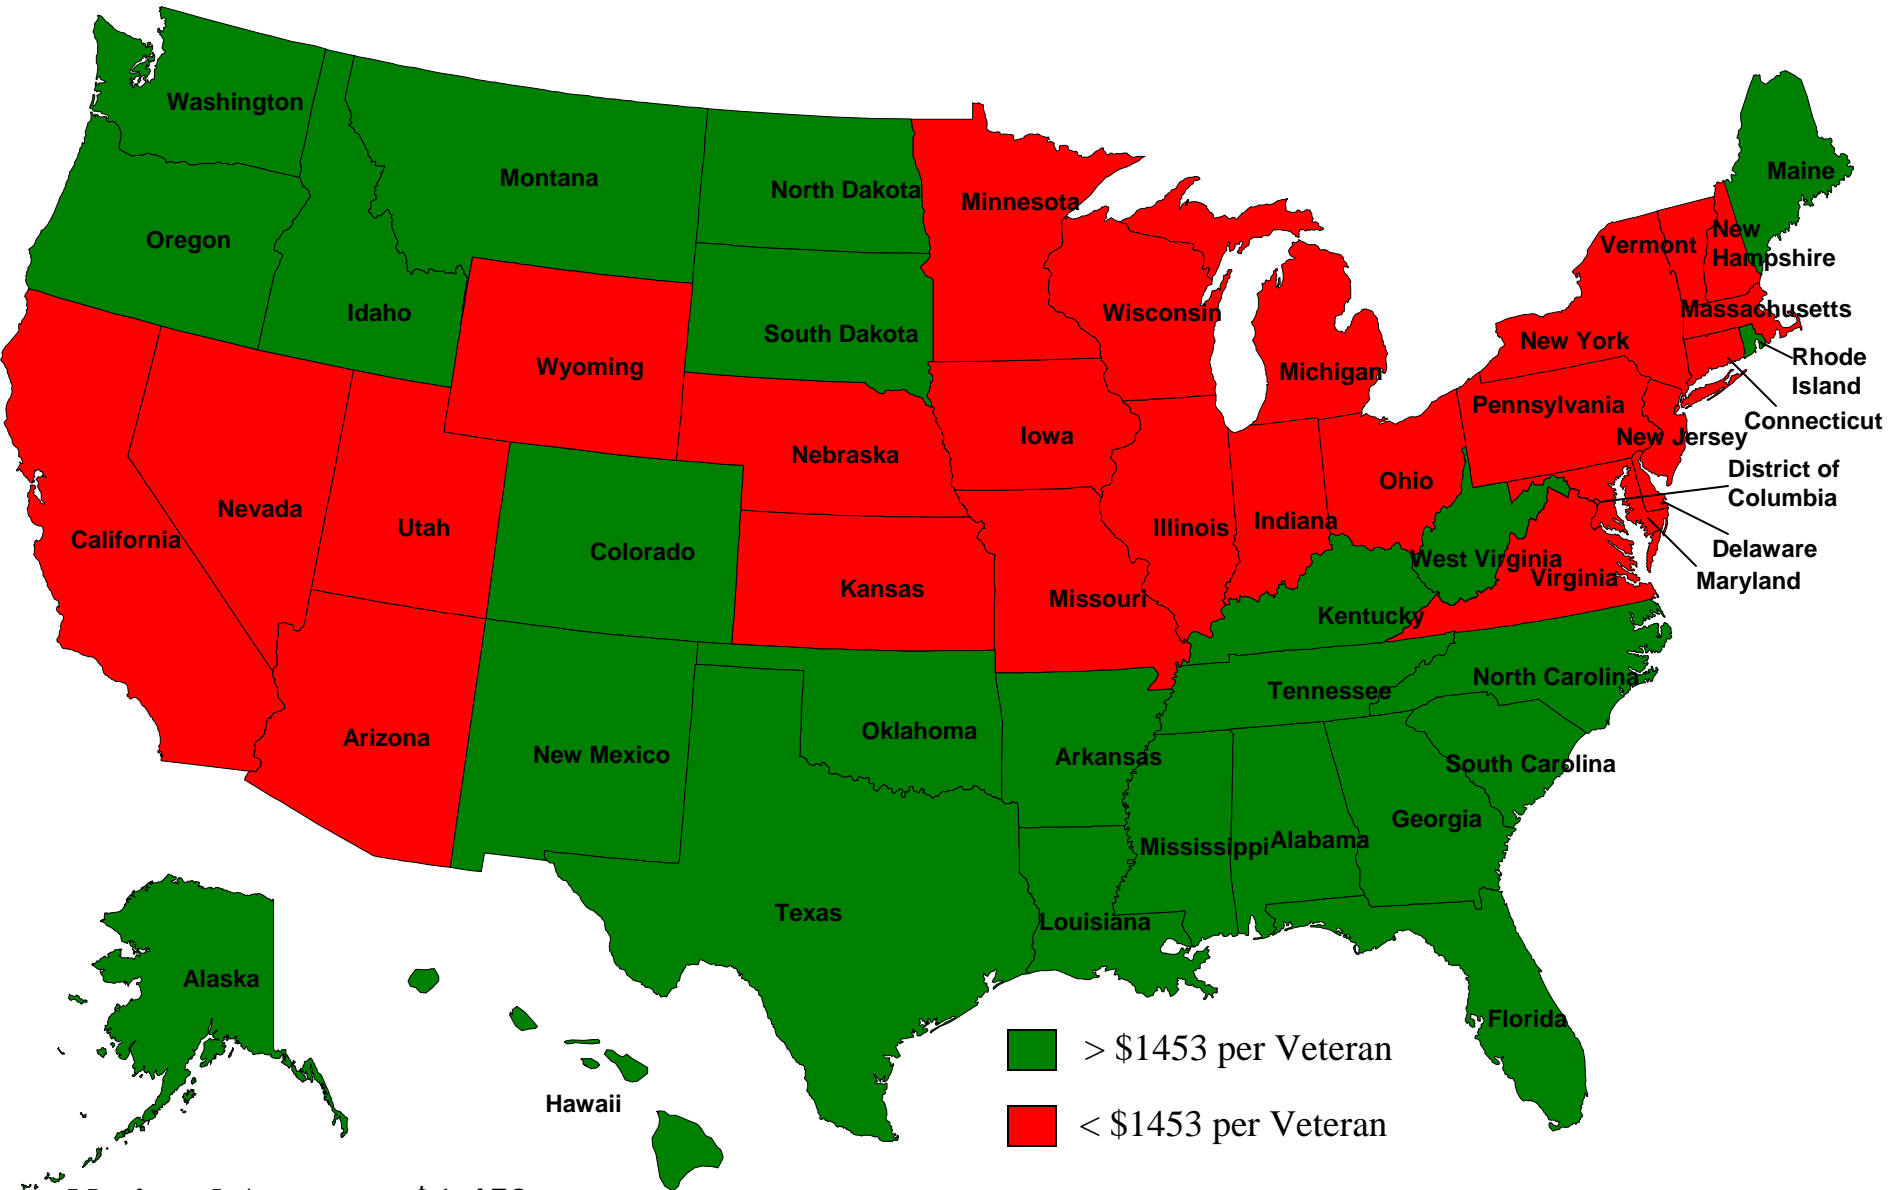 Washington
Montana
North Dakota
Minnesota
Maine
Oregon
Idaho
South Dakota
Wisconsin
Michigan
Vermont
New
Hampshire
Massachusetts
New York
Rhode
Island
Connecticut
Wyoming
Nebraska
Iowa
Pennsylvania
New Jersey
District of
Columbia
Delaware
Maryland
California
Nevada
Utah
Colorado
Kansas
Missouri
Illinois
Indiana
Ohio
West Virginia
Virginia
Kentucky
Tennessee
North Carolina
South Carolina
Arizona
New Mexico
Oklahoma
Arkansas
Texas
Louisiana
Mississippi
Alabama
Georgia
Florida
Alaska
Hawaii
> $1453 per Veteran
< $1453 per Veteran